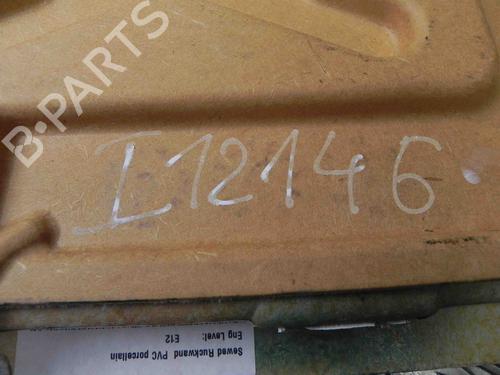 B-PARTS
I12146
Sewed Ruckwand PVC porcellain
Eng Level: E12